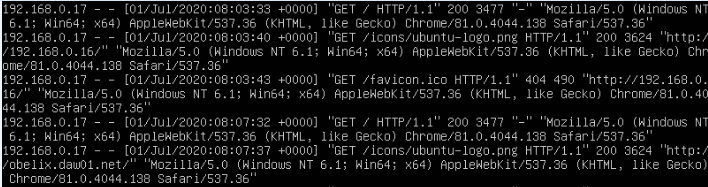 192.168.0.17 - - [01/Jul/2020:08:03:33 +0000] "GET / HTTP/1.1" 200 3477 "-" "Mozilla/5.0 (Windows NT
 6.1; Win64; x64) AppleWebKit/537.36 (KHTML, like Gecko) Chrome/81.0.4044.138 Safari/537.36"
192.168.0.17 - - [01/Jul/2020:08:03:40 +0000] "GET /icons/ubuntu-logo.png HTTP/1.1" 200 3624 "http:/
/192.168.0.16/" "Mozilla/5.0 (Windows NT 6.1; Win64; x64) AppleWebKit/537.36 (KHTML, like Gecko) Chr
ome/81.0.4044.138 Safari/537.36"
192.168.0.17 - - [01/Jul/2020:08:03:43 +0000] "GET /favicon.ico HTTP/1.1" 404 490 "http://192.168.0.
16/" "Mozilla/5.0 (Windows NT 6.1; Win64; x64) AppleWebKit/537.36 (KHTML, like Gecko) Chrome/81.0.40
44.138 Safari/537.36"
192.168.0.17 - - [01/Jul/2020:08:07:32 +0000] "GET / HTTP/1.1" 200 3477 "-" "Mozilla/5.0 (Windows NT
 6.1; Win64; x64) AppleWebKit/537.36 (KHTML, like Gecko) Chrome/81.0.4044.138 Safari/537.36"
192.168.0.17 - - [01/Jul/2020:08:07:37 +0000] "GET /icons/ubuntu-logo.png HTTP/1.1" 200 3624 "http:/
/obelix.daw01.net/" "Mozilla/5.0 (Windows NT 6.1; Win64; x64) AppleWebKit/537.36 (KHTML, like Gecko)
 Chrome/81.0.4044.138 Safari/537.36"